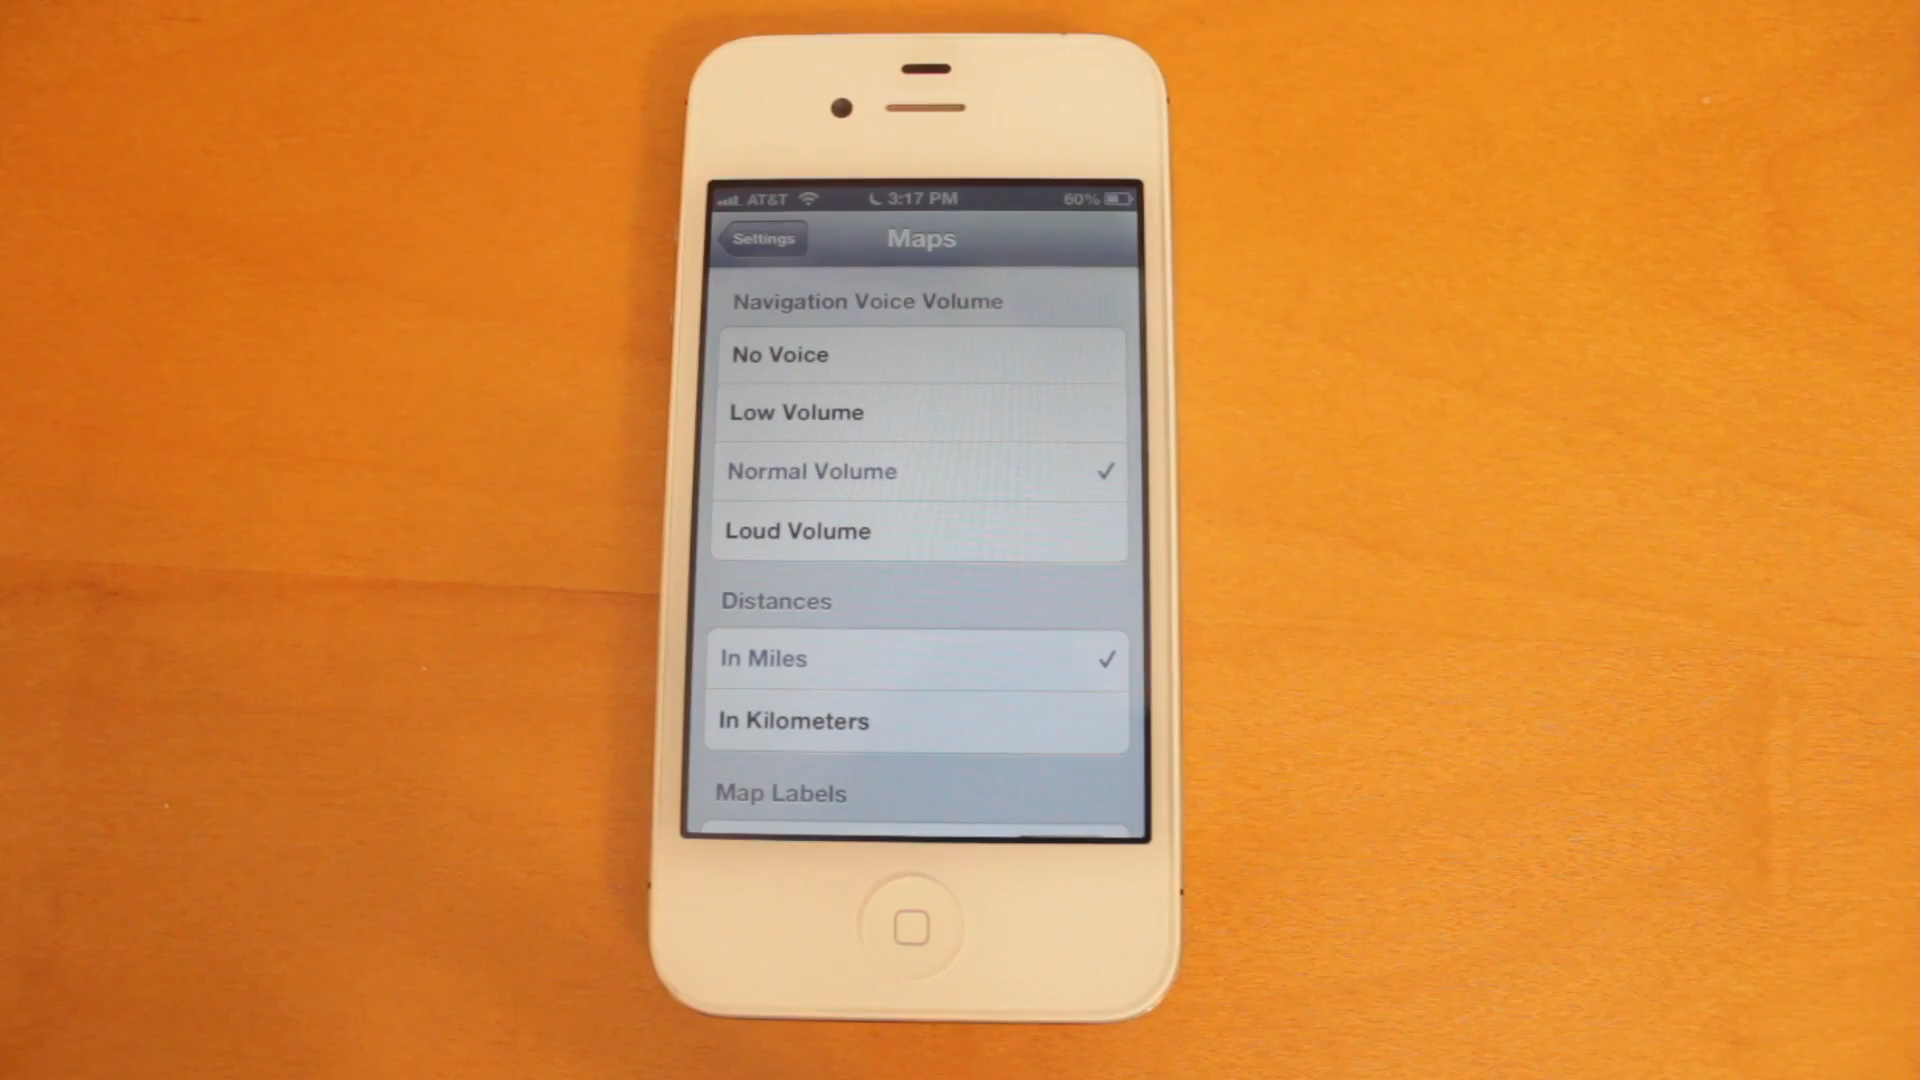 AT&T 3:17 PM 60%
Settings Maps
Navigation Voice Volume
No Voice
Low Volume
Normal Volume
Loud Volume
Distances
In Miles
In Kilometers
Map Labels